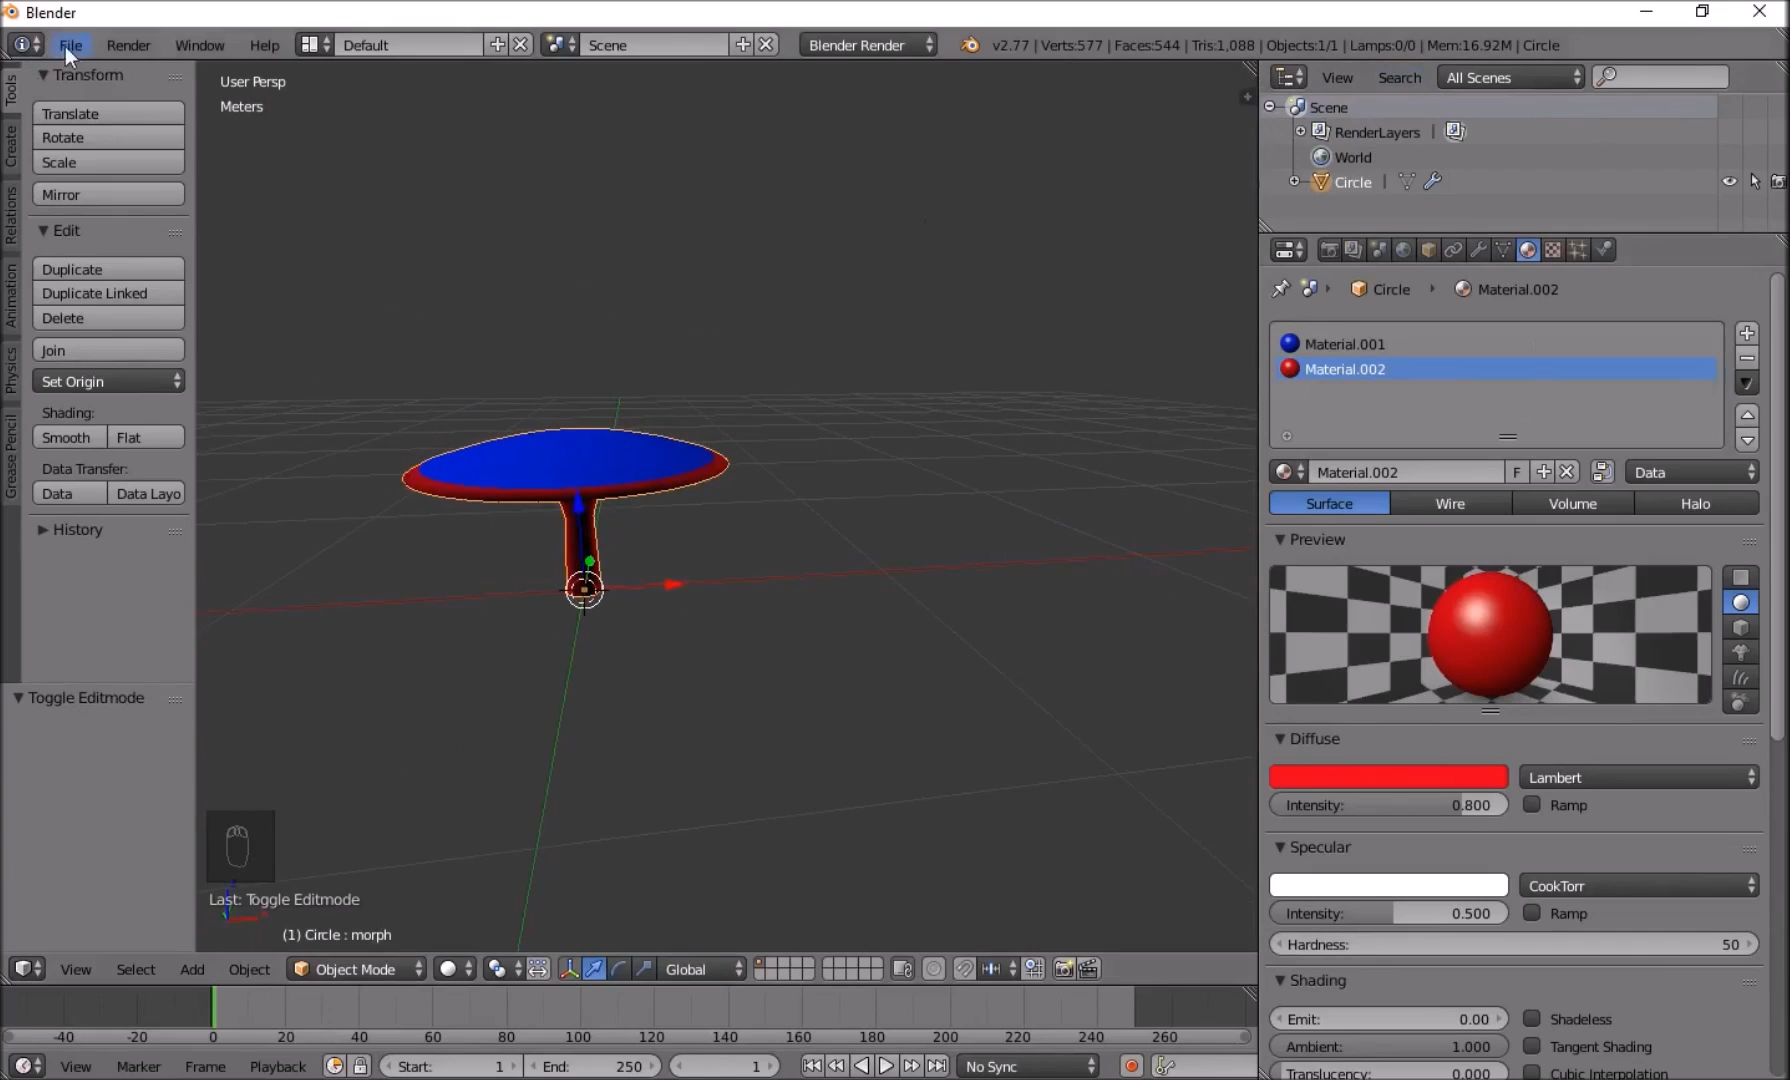 Blender
File Render Window Help Default Scene Blender Render v2.77 | Verts:577 | Faces:544 | Tris:1,088 | Objects:1/1 | Lamps:0/0 | Mem:16.92M | Circle
Tools
Create
Relations
Animation
Physics
Grease Pencil
Transform
Translate
Rotate
Scale
Mirror
Edit
Duplicate
Duplicate Linked
Delete
Join
Set Origin
Shading:
Smooth Flat
Data Transfer:
Data Data Layo
History
Toggle Editmode
User Persp
Meters
Last: Toggle Editmode
(1) Circle : morph
View Select Add Object Object Mode Global
-40 -20 0 20 40 60 80 100 120 140 160 180 200 220 240 260
View Marker Frame Playback Start: 1 End: 250 1 No Sync
View Search All Scenes
Scene
RenderLayers |
World
Circle |
Circle Material.002
Material.001
Material.002
Material.002 F Data
Surface Wire Volume Halo
Preview
Diffuse
Lambert
Intensity: 0.800 Ramp
Specular
CookTorr
Intensity: 0.500 Ramp
Hardness: 50
Shading
Emit: 0.00 Shadeless
Ambient: 1.000 Tangent Shading
Translucency: 0.000 Cubic Interpolation